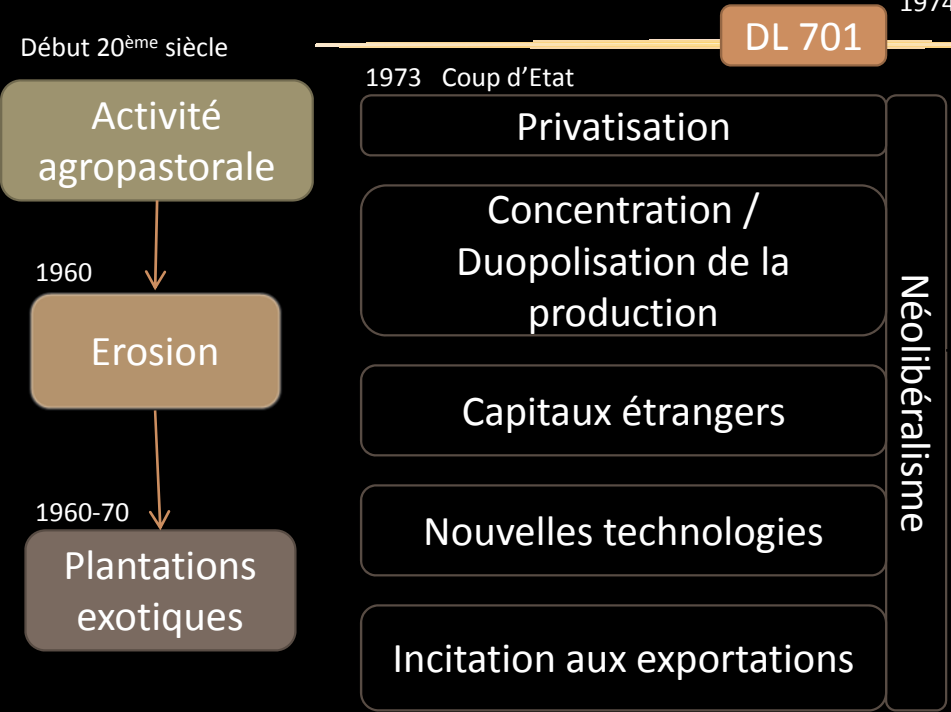 1974
DL 701
Début 20ème siècle
1973 Coup d'Etat
Activité
agropastorale
1960
Erosion
1960-70
Plantations
exotiques
Privatisation
Concentration /
Duopolisation de la
production
Capitaux étrangers
Nouvelles technologies
Incitation aux exportations
Néolibéralisme